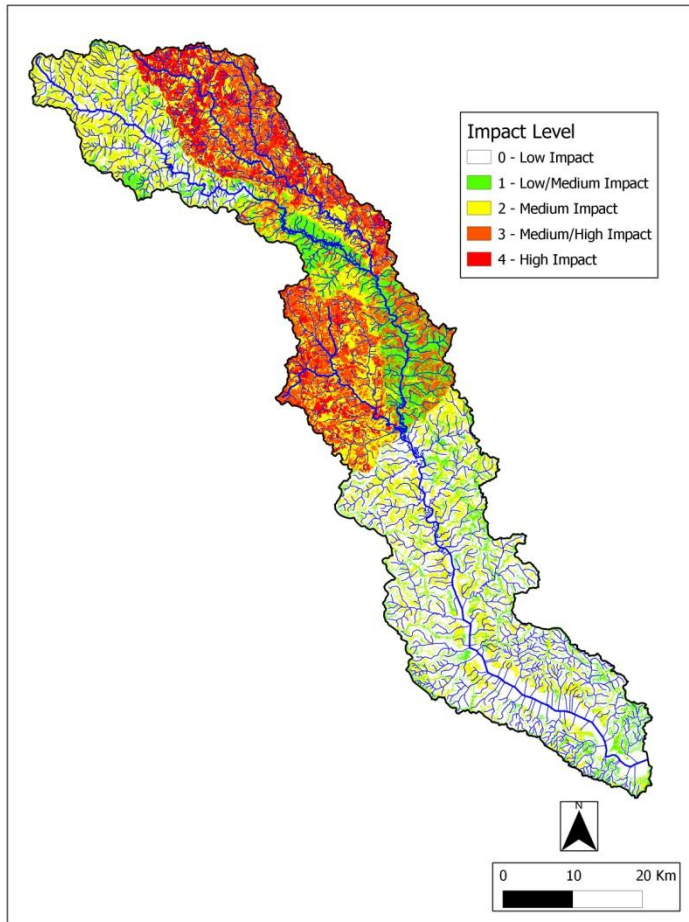 Impact Level
0 - Low Impact
1 - Low/Medium Impact
2 - Medium Impact
3 - Medium/High Impact
4 - High Impact
N
0 10 20 Km